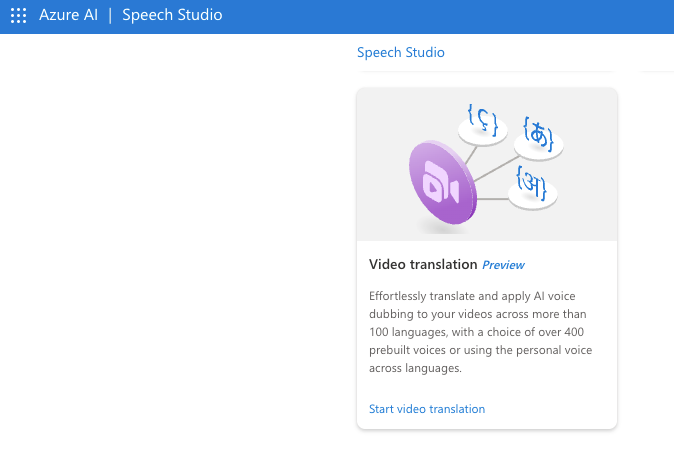 Azure AI | Speech Studio
Speech Studio
{ç}
{あ}
{अ}
Video translation Preview
Effortlessly translate and apply AI voice
dubbing to your videos across more than
100 languages, with a choice of over 400
prebuilt voices or using the personal voice
across languages.
Start video translation